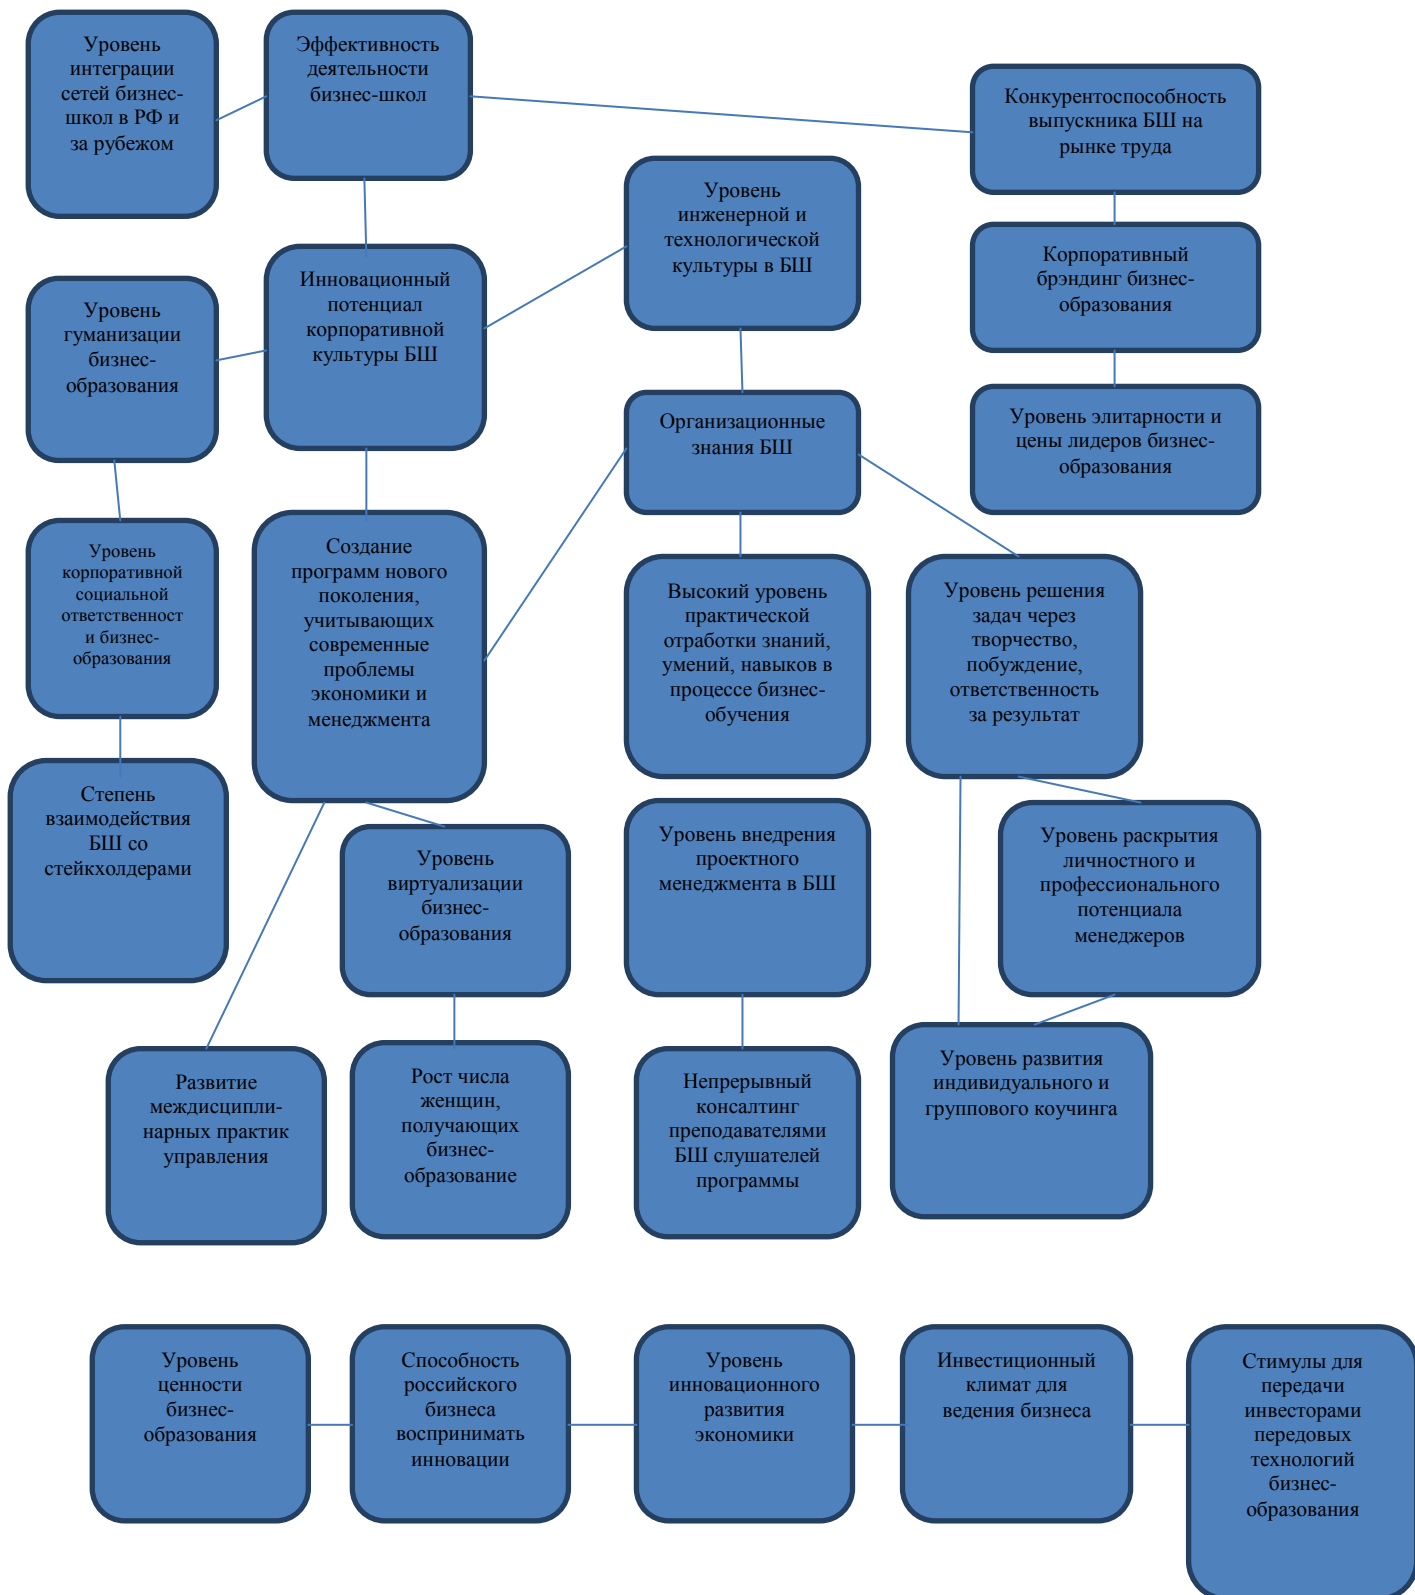 Уровень
интеграции
сетей бизнес-
школ в РФ и
за рубежом
Эффективность
деятельности
бизнес-школ
Конкурентоспособность
выпускника БШ на
рынке труда
Уровень
инженерной и
технологической
культуры в БШ
Корпоративный
брэндинг бизнес-
образования
Инновационный
потенциал
корпоративной
культуры БШ
Уровень
гуманизации
бизнес-
образования
Организационные
знания БШ
Уровень элитарности и
цены лидеров бизнес-
образования
Уровень
корпоративной
социальной
ответственност
и бизнес-
образования
Создание
программ нового
поколения,
учитывающих
современные
проблемы
экономики и
менеджмента
Высокий уровень
практической
отработки знаний,
умений, навыков в
процессе бизнес-
обучения
Уровень решения
задач через
творчество,
побуждение,
ответственность
за результат
Степень
взаимодействия
БШ со
стейкхолдерами
Уровень
виртуализации
бизнес-
образования
Уровень внедрения
проектного
менеджмента в БШ
Уровень раскрытия
личностного и
профессионального
потенциала
менеджеров
Развитие
междисципли-
нарных практик
управления
Рост числа
женщин,
получающих
бизнес-
образование
Непрерывный
консалтинг
преподавателями
БШ слушателей
программы
Уровень развития
индивидуального и
группового коучинга
Уровень
ценности
бизнес-
образования
Способность
российского
бизнеса
воспринимать
инновации
Уровень
инновационного
развития
экономики
Инвестиционный
климат для
ведения бизнеса
Стимулы для
передачи
инвесторами
передовых
технологий
бизнес-
образования